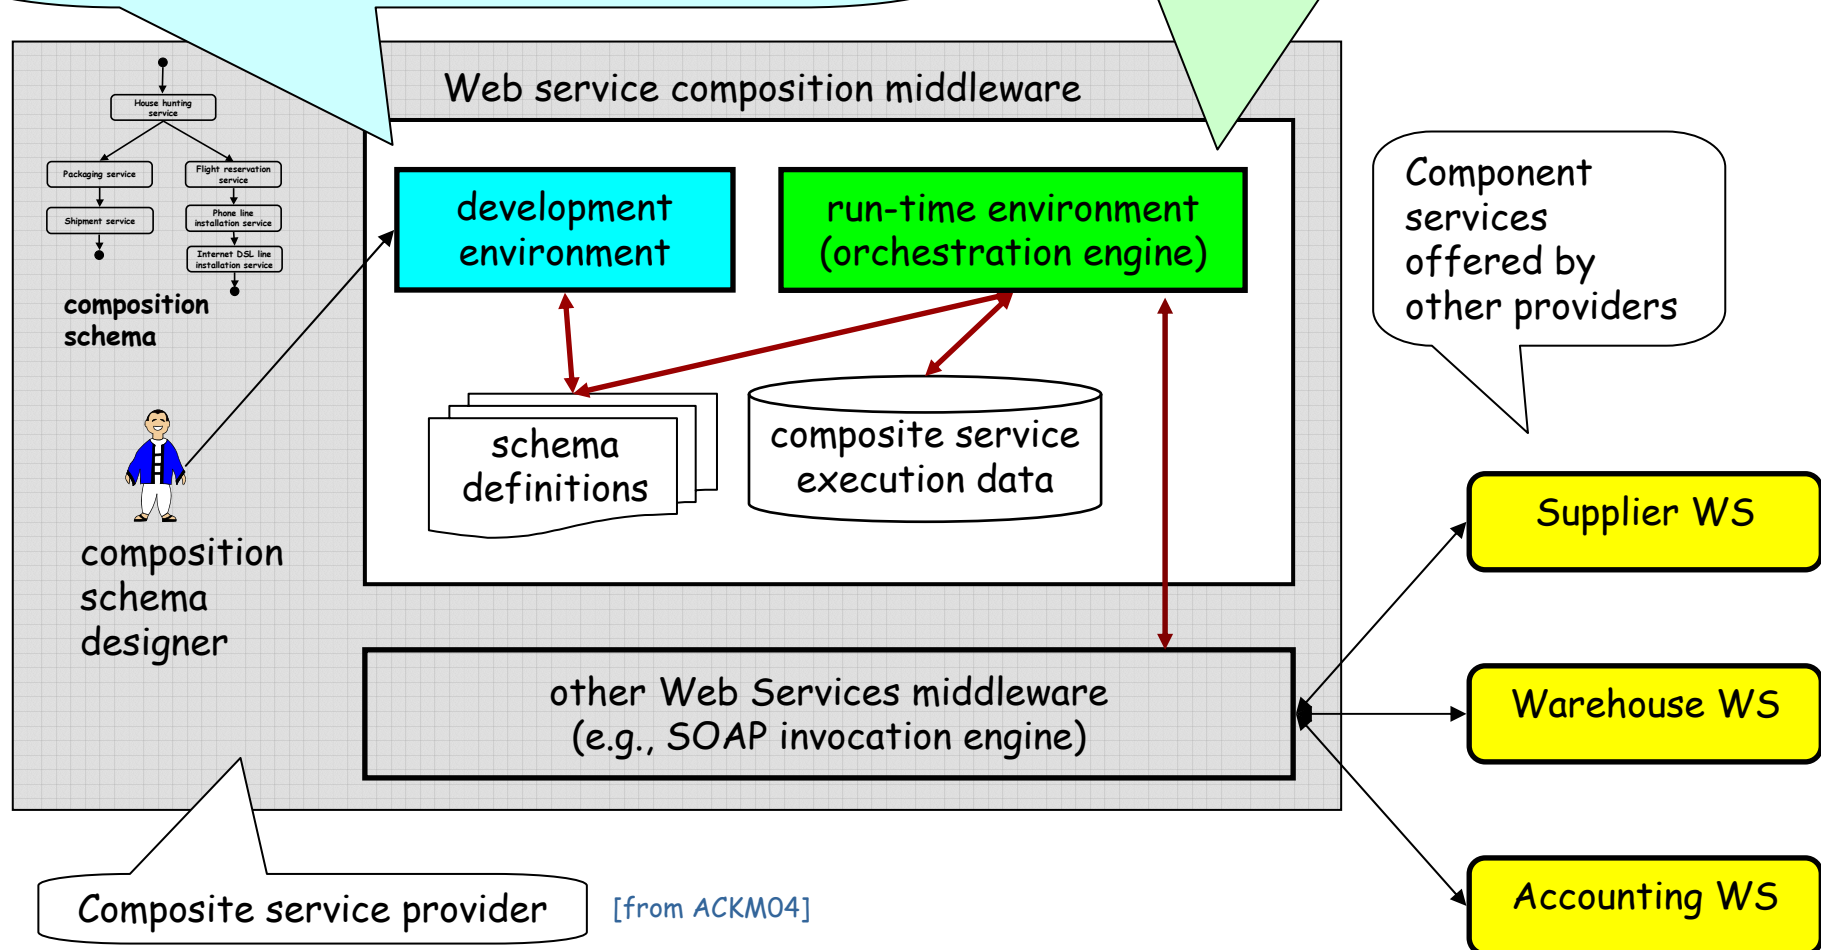 Web service composition middleware
House hunting
service
Packaging service
Flight reservation
service
Shipment service
Phone line
installation service
Internet DSL line
installation service
composition
schema
development
environment
run-time environment
(orchestration engine)
Component
services
offered by
other providers
schema
definitions
composite service
execution data
composition
schema
designer
Supplier WS
other Web Services middleware
(e.g., SOAP invocation engine)
Warehouse WS
Composite service provider
[from ACKM04]
Accounting WS